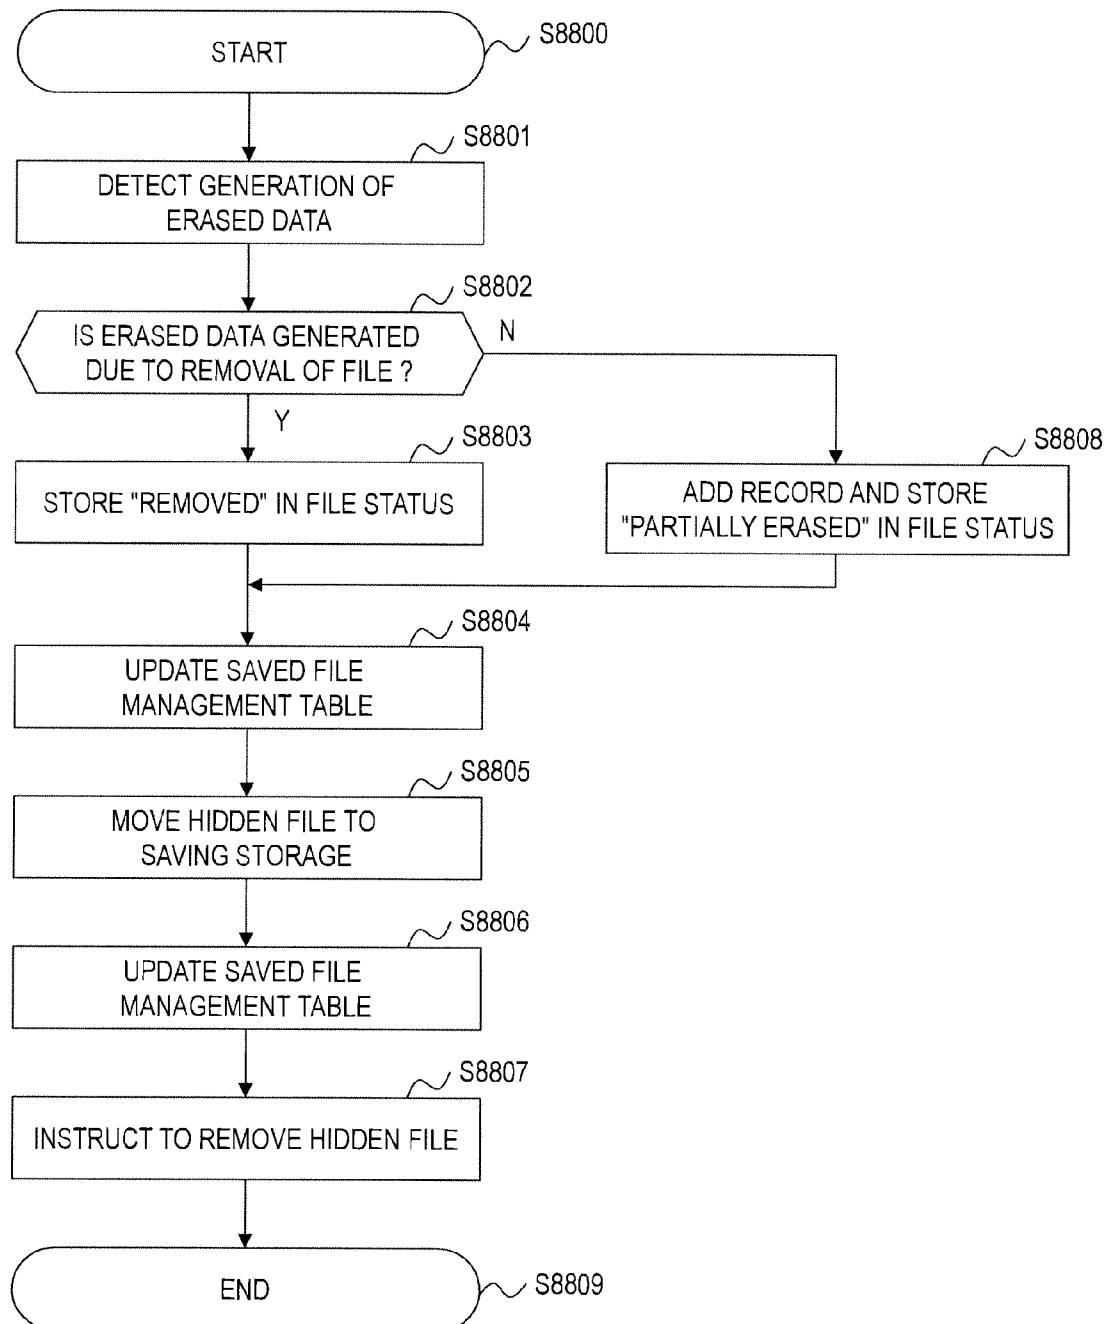 START
S8800
S8801
DETECT GENERATION OF
ERASED DATA
S8802
IS ERASED DATA GENERATED
DUE TO REMOVAL OF FILE ?
N
Y
S8803
STORE "REMOVED" IN FILE STATUS
S8808
ADD RECORD AND STORE
"PARTIALLY ERASED" IN FILE STATUS
S8804
UPDATE SAVED FILE
MANAGEMENT TABLE
S8805
MOVE HIDDEN FILE TO
SAVING STORAGE
S8806
UPDATE SAVED FILE
MANAGEMENT TABLE
S8807
INSTRUCT TO REMOVE HIDDEN FILE
END
S8809